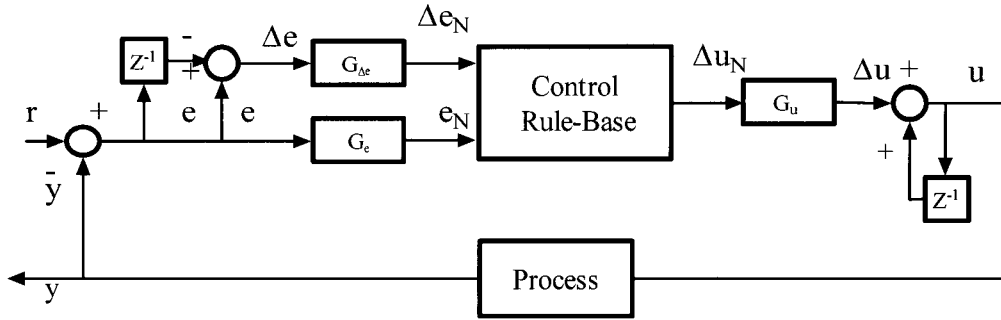 Δe_N
- Δe
Z⁻¹ + G_Δe
Control
Rule-Base
Δu_N Δu + u
G_u
r + e e e_N
G_e
+
-
y
Z⁻¹
Process
y